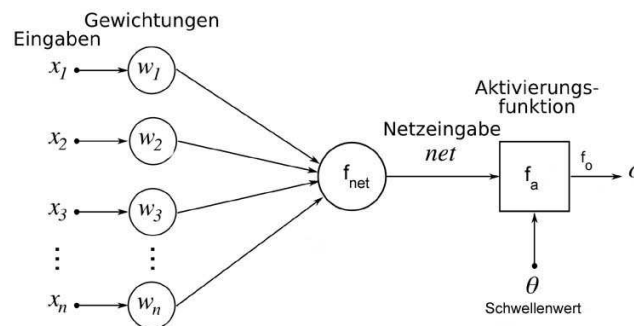 Gewichtungen
Eingaben
x1 w1
Aktivierungs-
funktion
x2 w2
Netzeingabe
net
fnet
fa
fo
x3 w3
⋮ ⋮
xn wn
θ
Schwellenwert